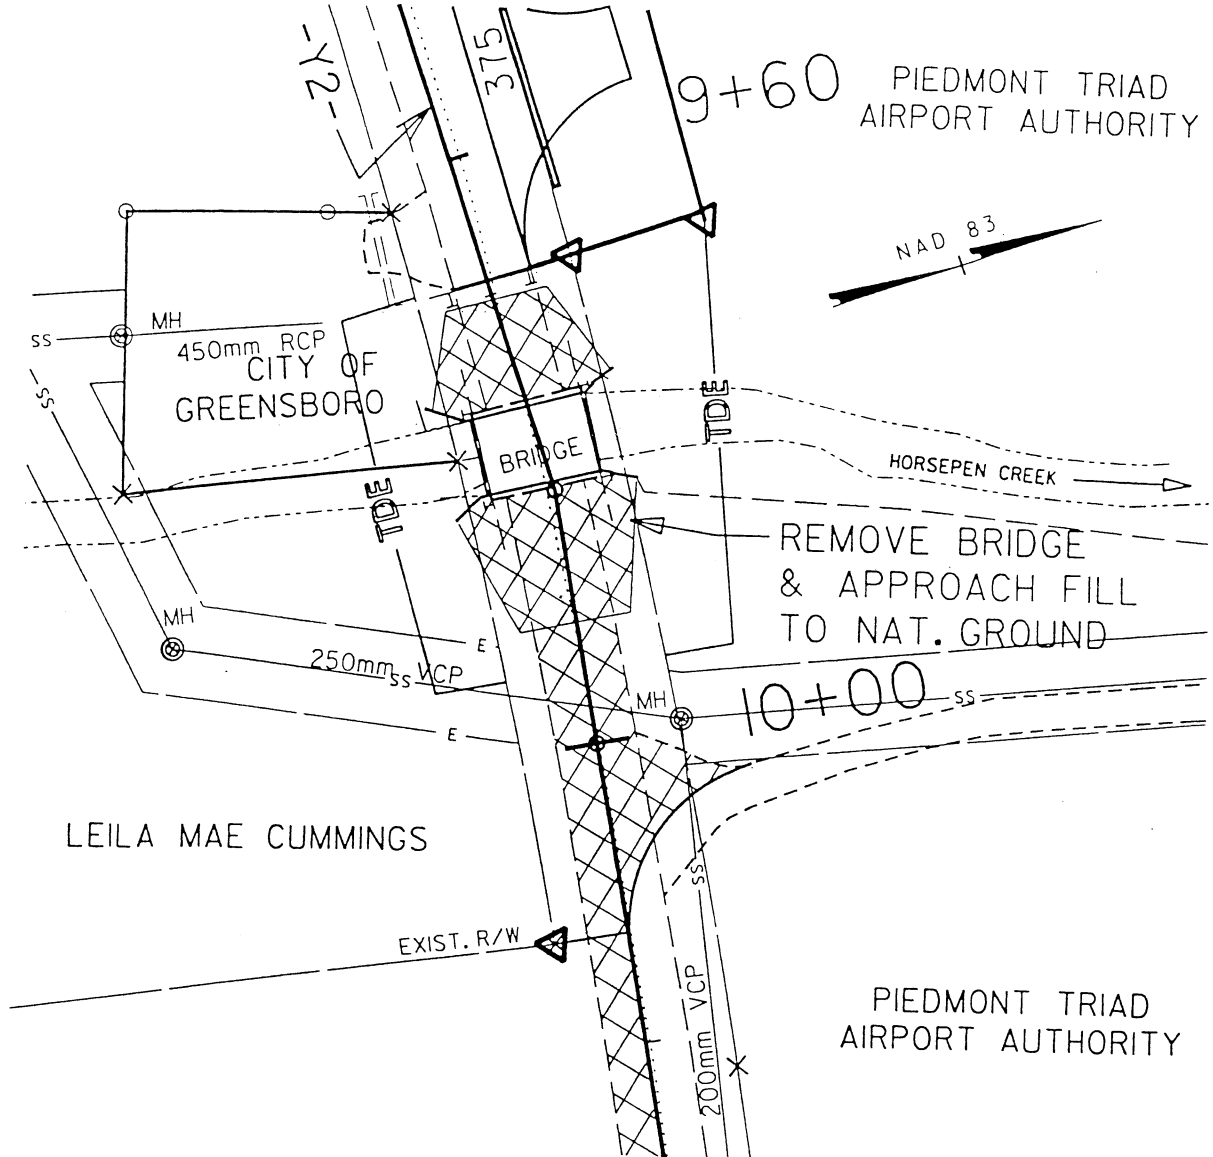 -Y2-
375
9+60
PIEDMONT TRIAD
AIRPORT AUTHORITY
NAD 83
MH
SS
450mm RCP
CITY OF
GREENSBORO
SS
TDE
BRIDGE
HORSEPEN CREEK
TDE
REMOVE BRIDGE
& APPROACH FILL
TO NAT. GROUND
MH
E
250mm VCP
SS
MH
10+00
SS
E
LEILA MAE CUMMINGS
SS
EXIST. R/W
200mm VCP
PIEDMONT TRIAD
AIRPORT AUTHORITY